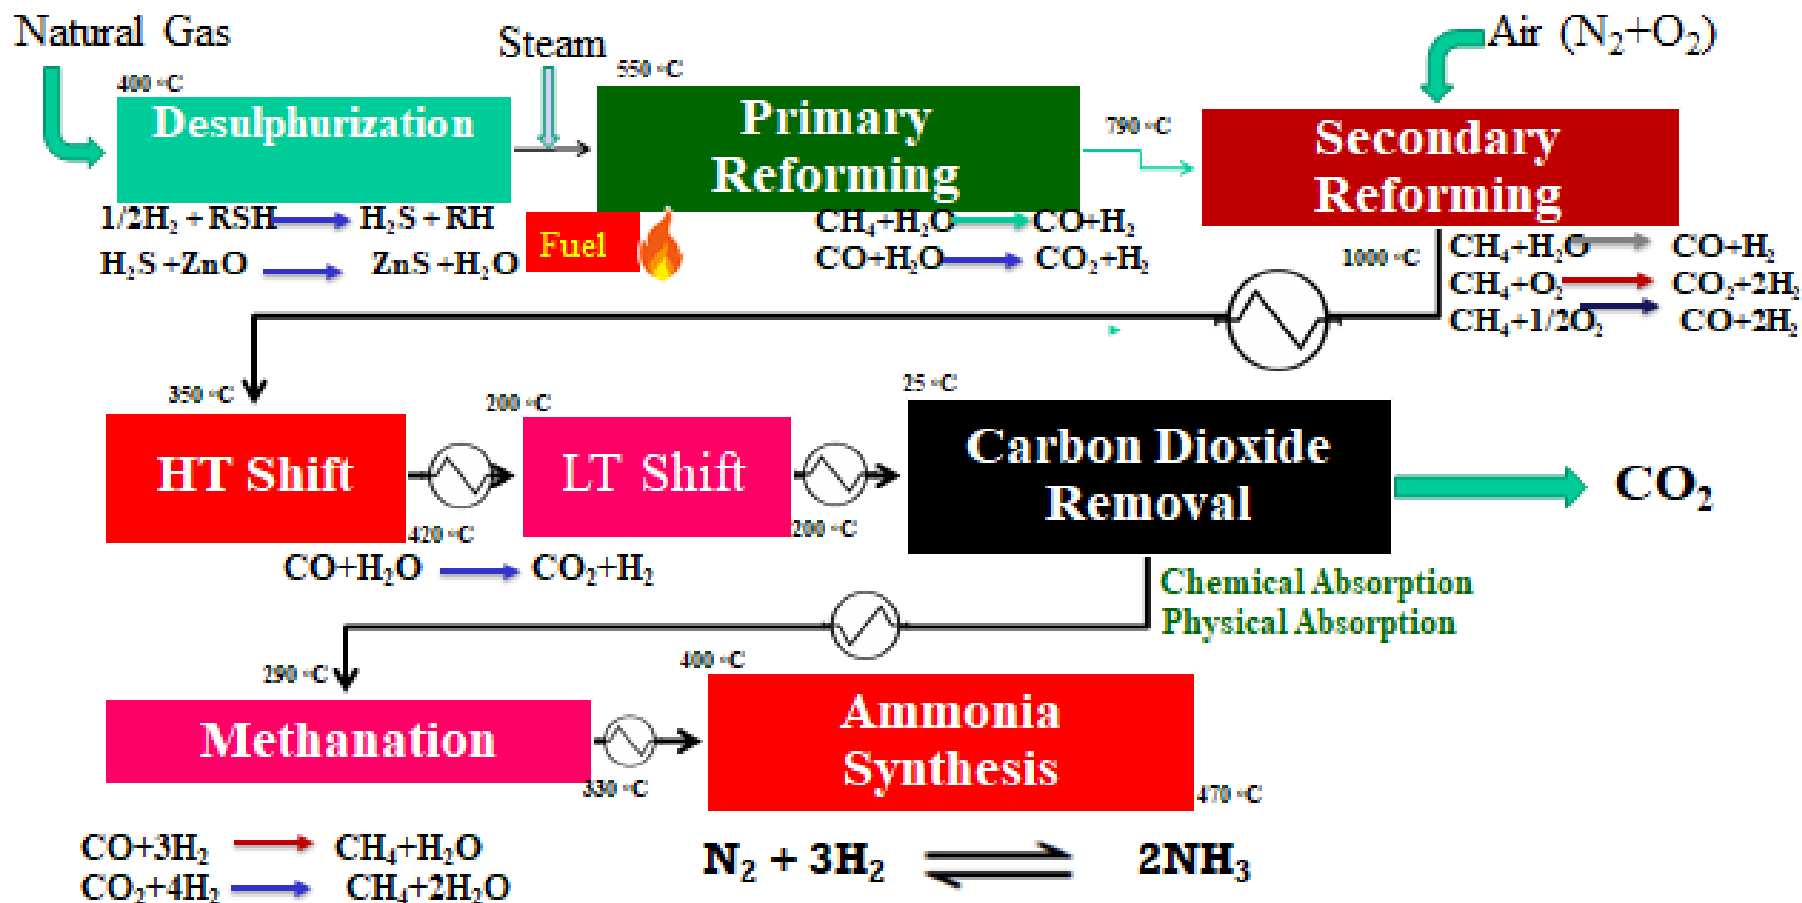 Natural Gas
Steam
Air (N₂+O₂)
400 °C
550 °C
Desulphurization
Primary
Reforming
790 °C
Secondary
Reforming
1/2H₂ + RSH H₂S + RH
H₂S +ZnO ZnS +H₂O
Fuel
CH₄+H₂O CO+H₂
CO+H₂O CO₂+H₂
1000 °C
CH₄+H₂O CO+H₂
CH₄+O₂ CO₂+2H₂
CH₄+1/2O₂ CO+2H₂
350 °C
200 °C
25 °C
HT Shift
LT Shift
Carbon Dioxide
Removal
CO₂
420 °C
200 °C
CO+H₂O CO₂+H₂
Chemical Absorption
Physical Absorption
290 °C
400 °C
Methanation
Ammonia
Synthesis
330 °C
470 °C
CO+3H₂ CH₄+H₂O
CO₂+4H₂ CH₄+2H₂O
N₂ + 3H₂ 2NH₃